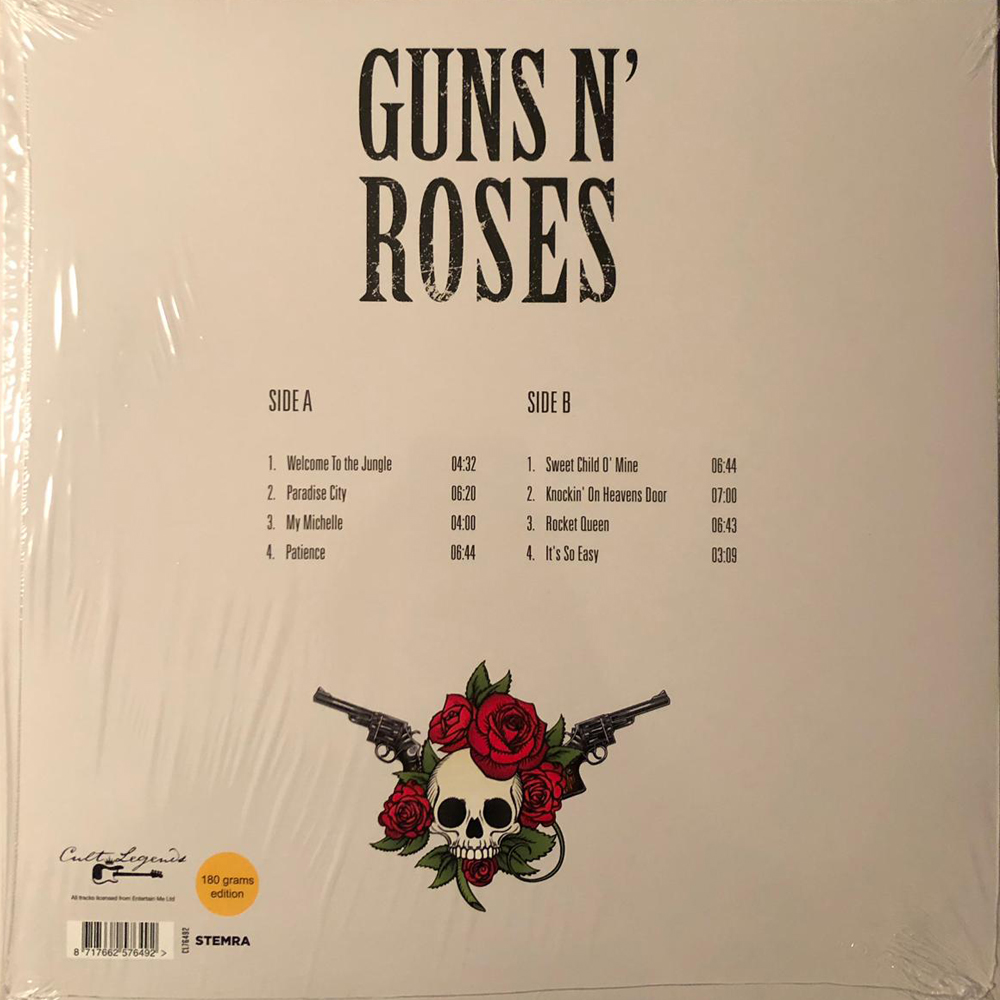 GUNS N'
ROSES
SIDE A
1. Welcome To the Jungle 04:32
2. Paradise City 06:20
3. My Michelle 04:00
4. Patience 06:44
SIDE B
1. Sweet Child O' Mine 06:44
2. Knockin' On Heavens Door 07:00
3. Rocket Queen 06:43
4. It's So Easy 03:09
Cult Legends
All tracks licensed from Entertain Me Ltd
180 grams
edition
8 717662 576492 >
CL76492
STEMRA